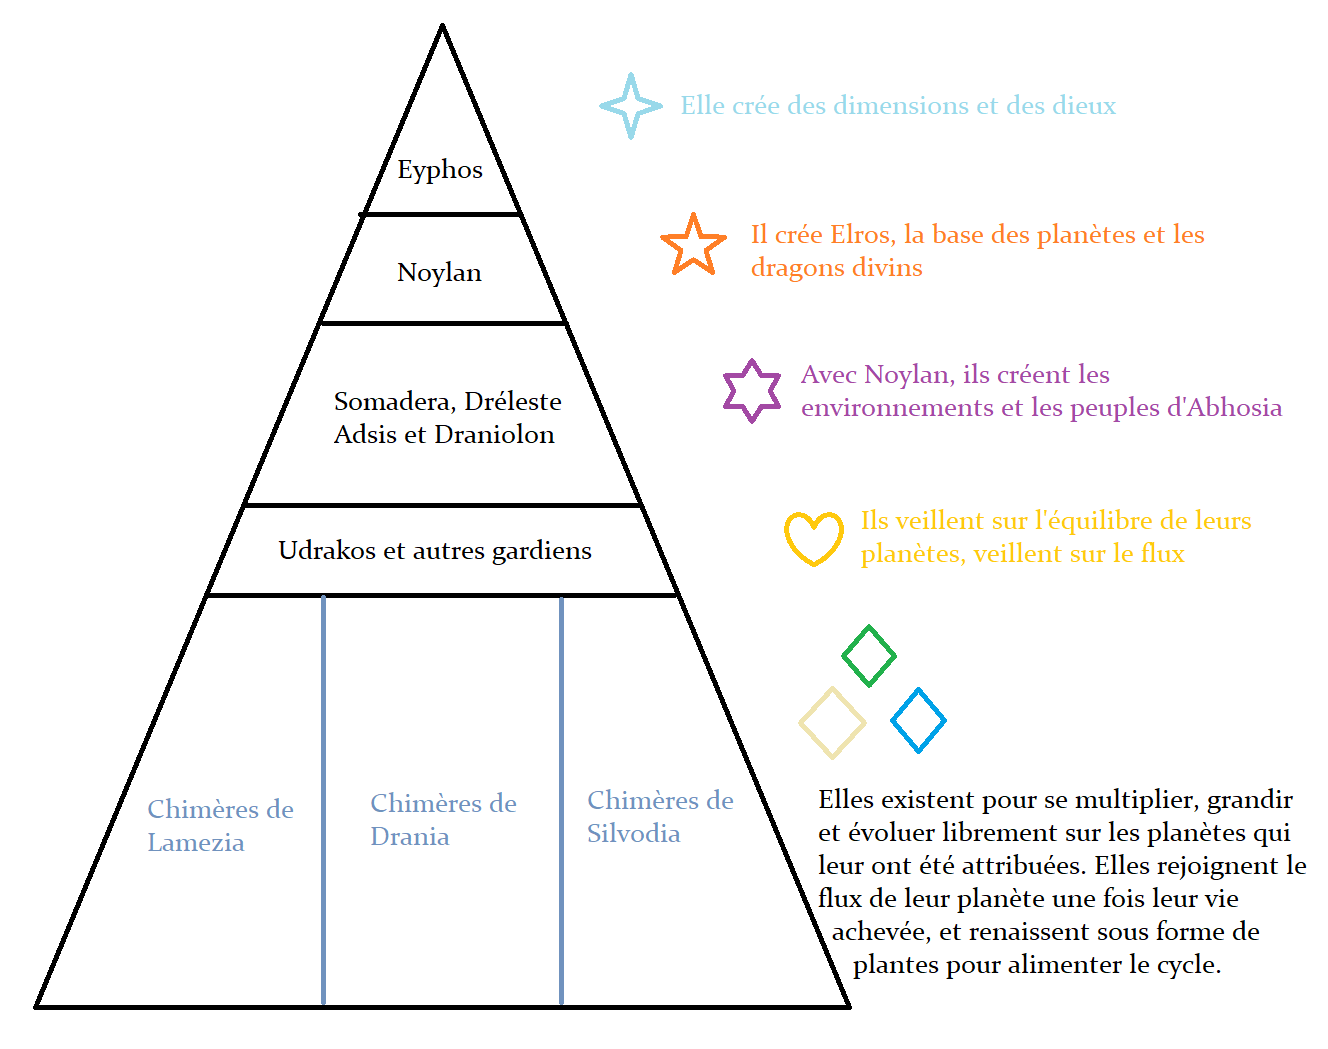 Eyphos
Elle crée des dimensions et des dieux
Noylan
Il crée Elros, la base des planètes et les
dragons divins
Somadera, Dréleste
Adsis et Draniolon
Avec Noylan, ils créent les
environnements et les peuples d'Abhosia
Udrakos et autres gardiens
Ils veillent sur l'équilibre de leurs
planètes, veillent sur le flux
Chimères de
Lamezia
Chimères de
Drania
Chimères de
Silvodia
Elles existent pour se multiplier, grandir
et évoluer librement sur les planètes qui
leur ont été attribuées. Elles rejoignent le
flux de leur planète une fois leur vie
achevée, et renaissent sous forme de
plantes pour alimenter le cycle.